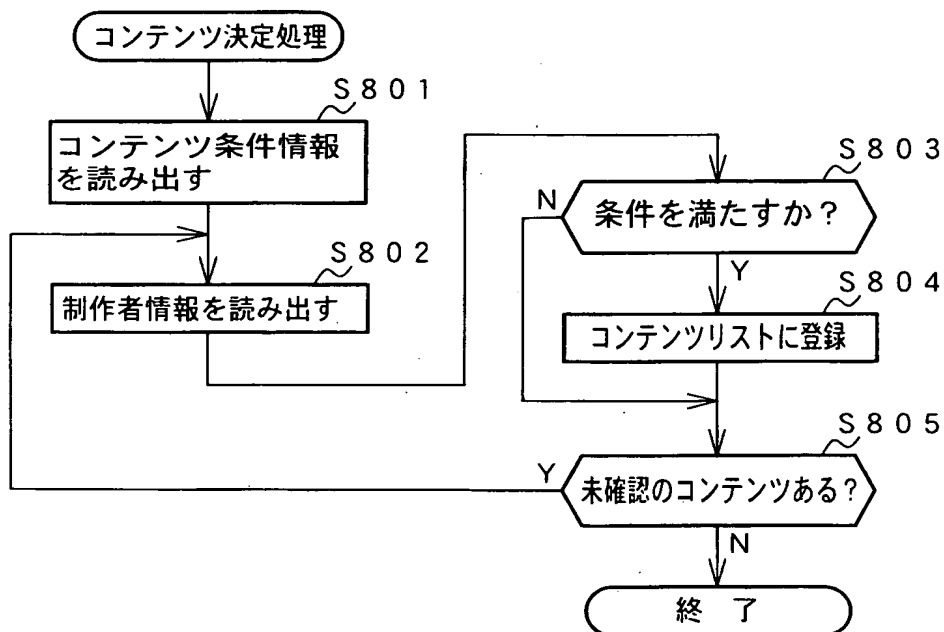 コンテンツ決定処理
S801
コンテンツ条件情報
を読み出す
S802
制作者情報を読み出す
S803
条件を満たすか?
N
Y
S804
コンテンツリストに登録
S805
未確認のコンテンツある?
Y
N
終 了